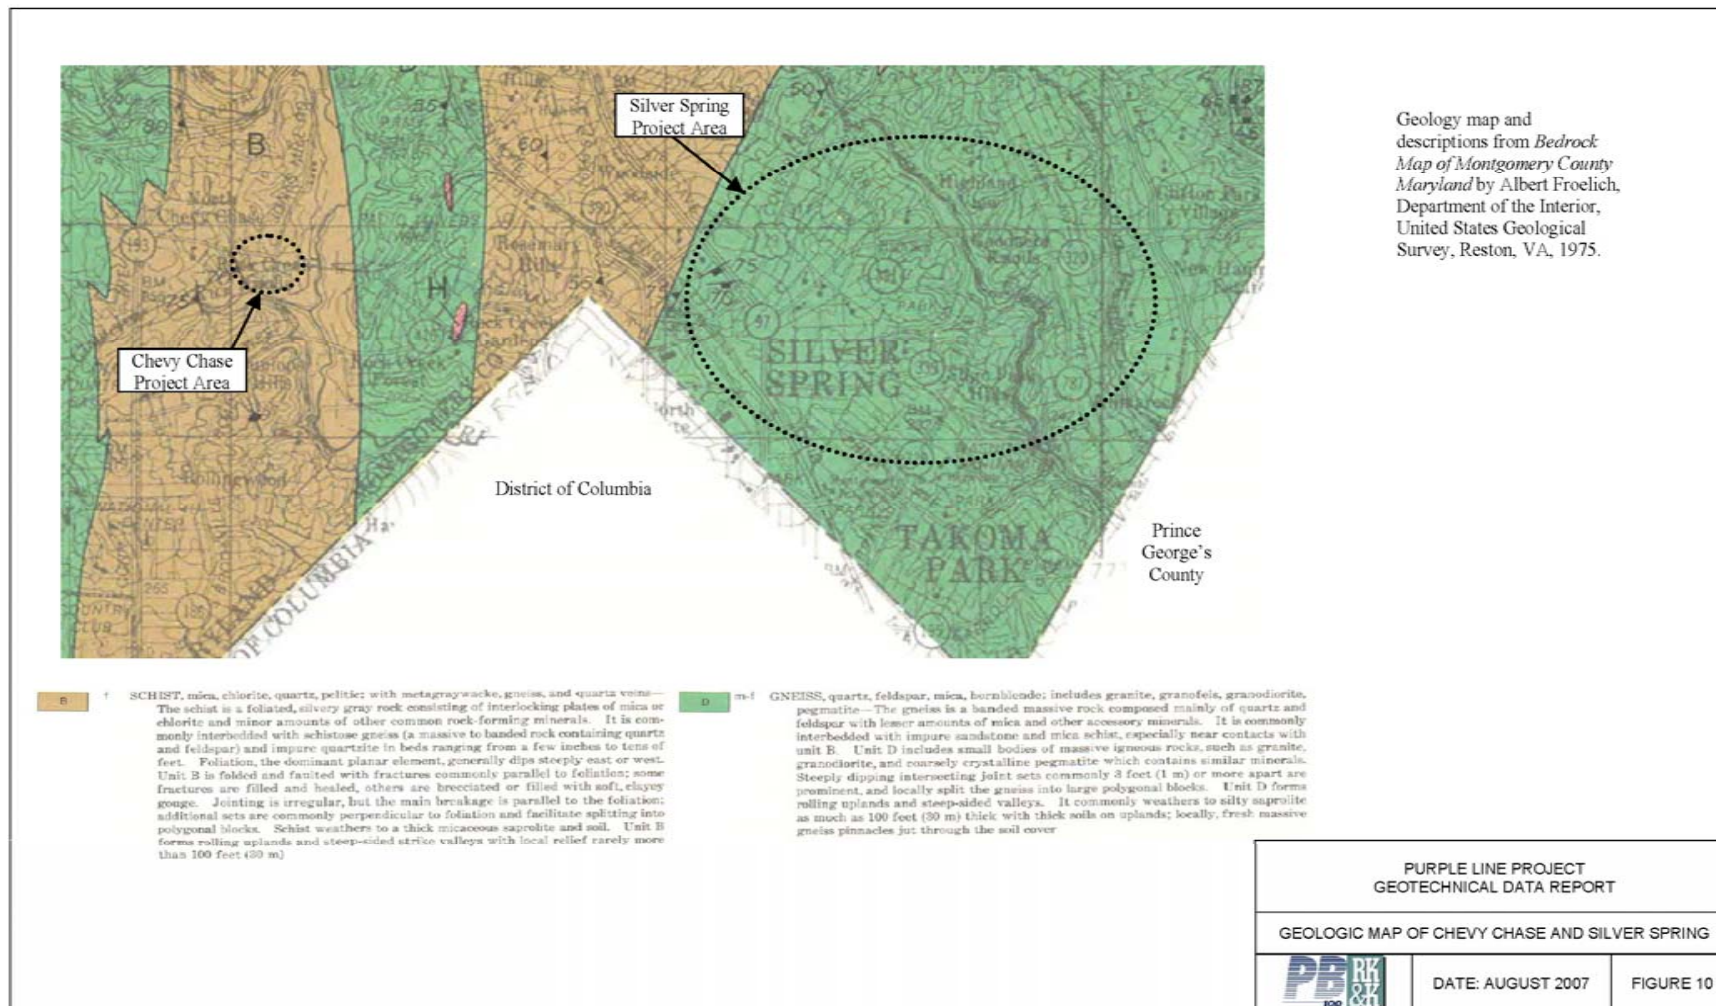 Silver Spring
Project Area
Chevy Chase
Project Area
B
H
SILVER
SPRING
TAKOMA
PARK
District of Columbia
Prince
George's
County
Geology map and
descriptions from Bedrock
Map of Montgomery County
Maryland by Albert Froelich,
Department of the Interior,
United States Geological
Survey, Reston, VA, 1975.
B f SCHIST, mica, chlorite, quartz, pelitic; with metagraywacke, gneiss, and quartz veins—
The schist is a foliated, silvery gray rock consisting of interlocking plates of mica or
chlorite and minor amounts of other common rock-forming minerals. It is com-
monly interbedded with schistose gneiss (a massive to banded rock containing quartz
and feldspar) and impure quartzite in beds ranging from a few inches to tens of
feet. Foliation, the dominant planar element, generally dips steeply east or west.
Unit B is folded and faulted with fractures commonly parallel to foliation; some
fractures are filled and healed, others are brecciated or filled with soft, clayey
gouge. Jointing is irregular, but the main breakage is parallel to the foliation;
additional sets are commonly perpendicular to foliation and facilitate splitting into
polygonal blocks. Schist weathers to a thick micaceous saprolite and soil. Unit B
forms rolling uplands and steep-sided strike valleys with local relief rarely more
than 100 feet (30 m)
D m-f GNEISS, quartz, feldspar, mica, hornblende; includes granite, granofels, granodiorite,
pegmatite—The gneiss is a banded massive rock composed mainly of quartz and
feldspar with lesser amounts of mica and other accessory minerals. It is commonly
interbedded with impure sandstone and mica schist, especially near contacts with
unit B. Unit D includes small bodies of massive igneous rocks, such as granite,
granodiorite, and coarsely crystalline pegmatite which contains similar minerals.
Steeply dipping intersecting joint sets commonly 3 feet (1 m) or more apart are
prominent, and locally split the gneiss into large polygonal blocks. Unit D forms
rolling uplands and steep-sided valleys. It commonly weathers to silty saprolite
as much as 100 feet (30 m) thick with thick soils on uplands; locally, fresh massive
gneiss pinnacles jut through the soil cover
PURPLE LINE PROJECT
GEOTECHNICAL DATA REPORT
GEOLOGIC MAP OF CHEVY CHASE AND SILVER SPRING
PB
100
RK
&K
DATE: AUGUST 2007
FIGURE 10